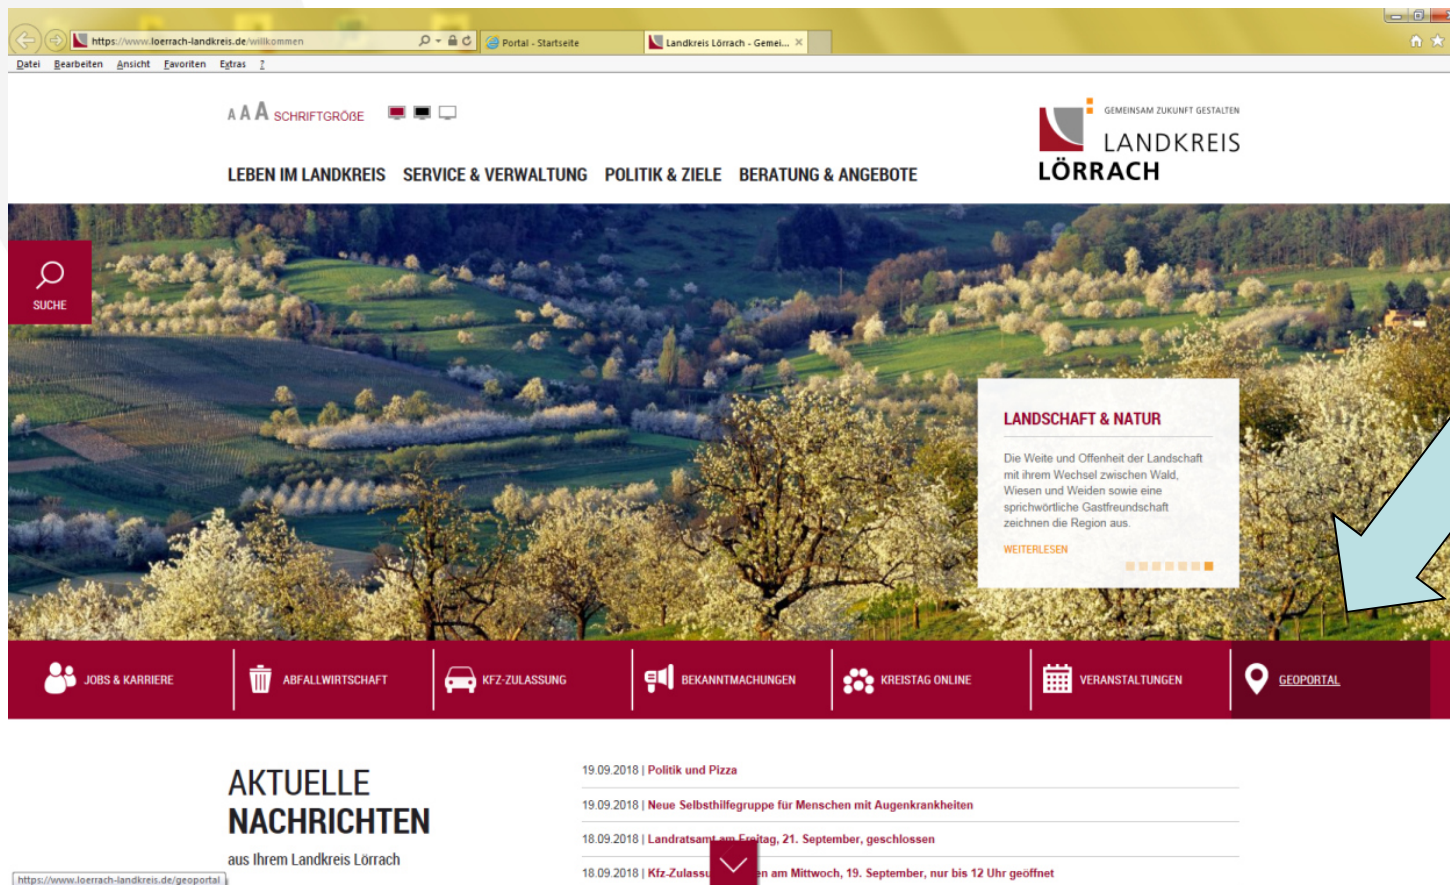 https://www.loerrach-landkreis.de/willkommen
Portal - Startseite
Landkreis Lörrach - Gemei...
Datei Bearbeiten Ansicht Favoriten Extras ?
A A A SCHRIFTGRÖßE
GEMEINSAM ZUKUNFT GESTALTEN
LANDKREIS
LÖRRACH
LEBEN IM LANDKREIS SERVICE & VERWALTUNG POLITIK & ZIELE BERATUNG & ANGEBOTE
SUCHE
LANDSCHAFT & NATUR
Die Weite und Offenheit der Landschaft
mit ihrem Wechsel zwischen Wald,
Wiesen und Weiden sowie eine
sprichwörtliche Gastfreundschaft
zeichnen die Region aus.
WEITERLESEN
JOBS & KARRIERE ABFALLWIRTSCHAFT KFZ-ZULASSUNG BEKANNTMACHUNGEN KREISTAG ONLINE VERANSTALTUNGEN GEOPORTAL
AKTUELLE
NACHRICHTEN
aus Ihrem Landkreis Lörrach
19.09.2018 | Politik und Pizza
19.09.2018 | Neue Selbsthilfegruppe für Menschen mit Augenkrankheiten
18.09.2018 | Landratsamt am Freitag, 21. September, geschlossen
18.09.2018 | Kfz-Zulassu en am Mittwoch, 19. September, nur bis 12 Uhr geöffnet
https://www.loerrach-landkreis.de/geoportal